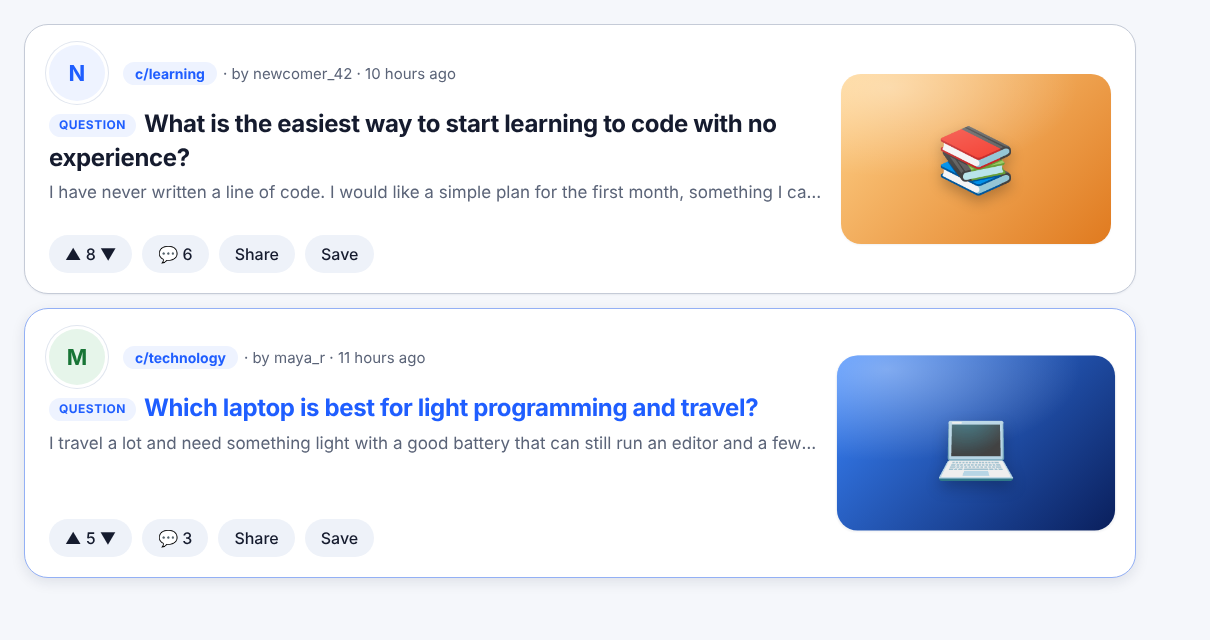 N
c/learning · by newcomer_42 · 10 hours ago
QUESTION What is the easiest way to start learning to code with no
experience?
I have never written a line of code. I would like a simple plan for the first month, something I ca...
▲ 8 ▼ 💬 6 Share Save
M
c/technology · by maya_r · 11 hours ago
QUESTION Which laptop is best for light programming and travel?
I travel a lot and need something light with a good battery that can still run an editor and a few...
▲ 5 ▼ 💬 3 Share Save